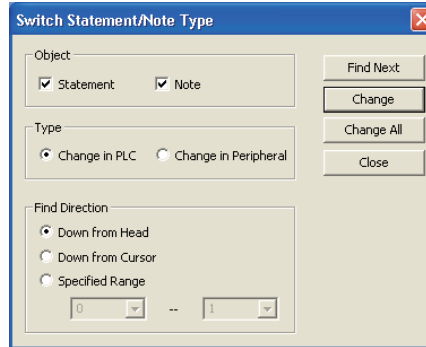 Switch Statement/Note Type
Object
Statement Note
Type
Change in PLC Change in Peripheral
Find Direction
Down from Head
Down from Cursor
Specified Range
0 -- 1
Find Next
Change
Change All
Close